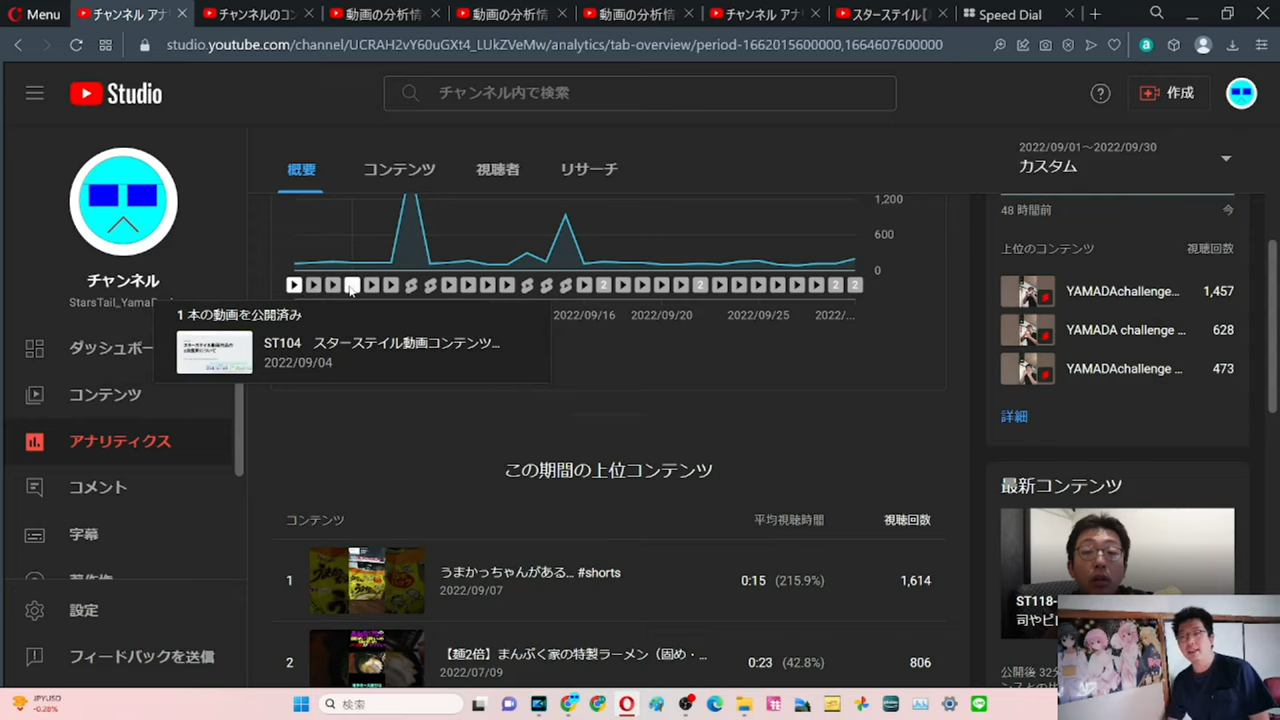 Menu
チャンネル アナ
チャンネルのコン
動画の分析情
動画の分析情
動画の分析情
チャンネル アナ
スターステイル【
Speed Dial
studio.youtube.com/channel/UCRAH2vY60uGXt4_LUkZVeMw/analytics/tab-overview/period-1662015600000,1664607600000
Studio
チャンネル内で検索
作成
チャンネル
概要
コンテンツ
視聴者
リサーチ
2022/09/01～2022/09/30
カスタム
1,200
600
0
2
2
2
2
2022/09/16
2022/09/20
2022/09/25
2022/...
1 本の動画を公開済み
ST104　スターステイル動画コンテンツ...
2022/09/04
ダッシュボー
コンテンツ
アナリティクス
コメント
字幕
設定
フィードバックを送信
48 時間前
今
上位のコンテンツ
視聴回数
YAMADAchallenge...
1,457
YAMADA challenge ...
628
YAMADAchallenge ...
473
詳細
この期間の上位コンテンツ
コンテンツ
平均視聴時間
視聴回数
1
うまかっちゃんがある... #shorts
2022/09/07
0:15
(215.9%)
1,614
2
【麺2倍】まんぷく家の特製ラーメン（固め・...
2022/07/09
0:23
(42.8%)
806
最新コンテンツ
ST118-
司やビ
JPYUSD
-0.28%
検索